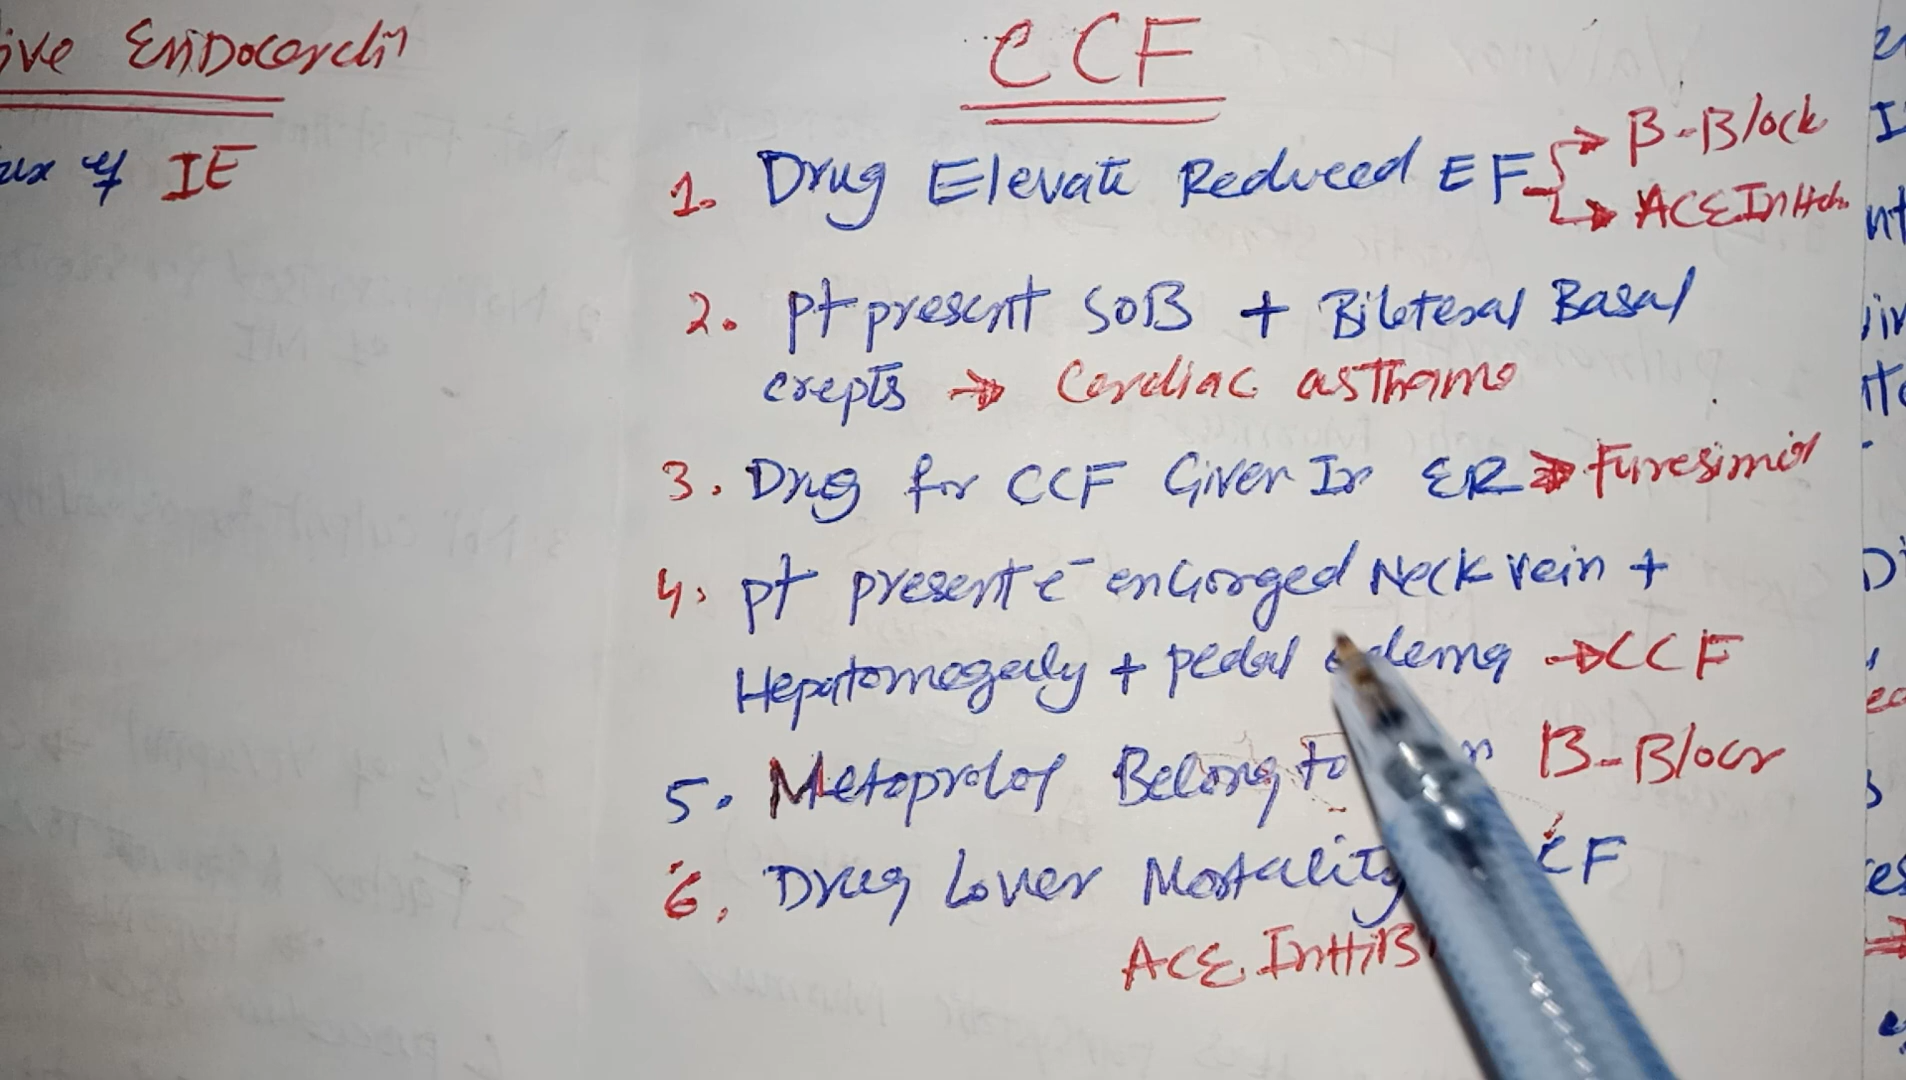 ive Endocardi
ux of IE
CCF
1. Drug Elevate Reduced EF → B-Block
→ ACE InHib
2. pt present SOB + Bilateral Basal
crepts → Cardiac asthama
3. Drug for CCF Given In ER → Furesimid
4. pt present c̄ enGorged Neck vein +
Hepatomegaly + pedal edema → CCF
5. Metoprolol Belong to B-Blocr
6. Drug Lower Mortality CF
ACE InHiB